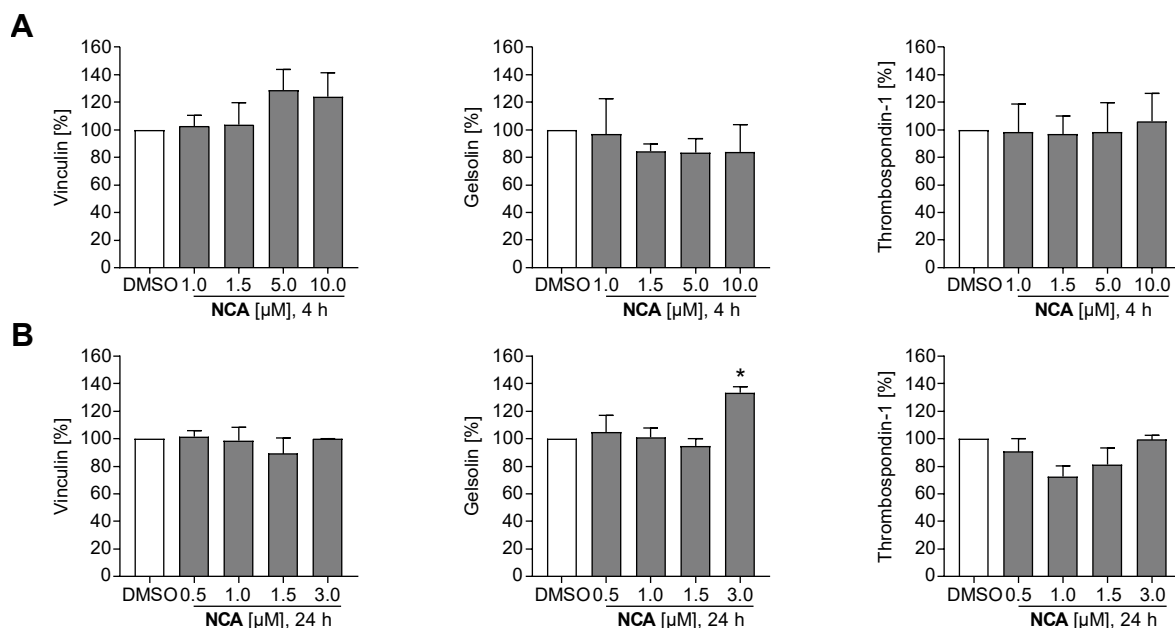 A
Vinculin [%]
160
140
120
100
80
60
40
20
0
DMSO 1.0 1.5 5.0 10.0
NCA [µM], 4 h
Gelsolin [%]
160
140
120
100
80
60
40
20
0
DMSO 1.0 1.5 5.0 10.0
NCA [µM], 4 h
Thrombospondin-1 [%]
160
140
120
100
80
60
40
20
0
DMSO 1.0 1.5 5.0 10.0
NCA [µM], 4 h
B
Vinculin [%]
160
140
120
100
80
60
40
20
0
DMSO 0.5 1.0 1.5 3.0
NCA [µM], 24 h
Gelsolin [%]
160
140
120
100
80
60
40
20
0
*
DMSO 0.5 1.0 1.5 3.0
NCA [µM], 24 h
Thrombospondin-1 [%]
160
140
120
100
80
60
40
20
0
DMSO 0.5 1.0 1.5 3.0
NCA [µM], 24 h